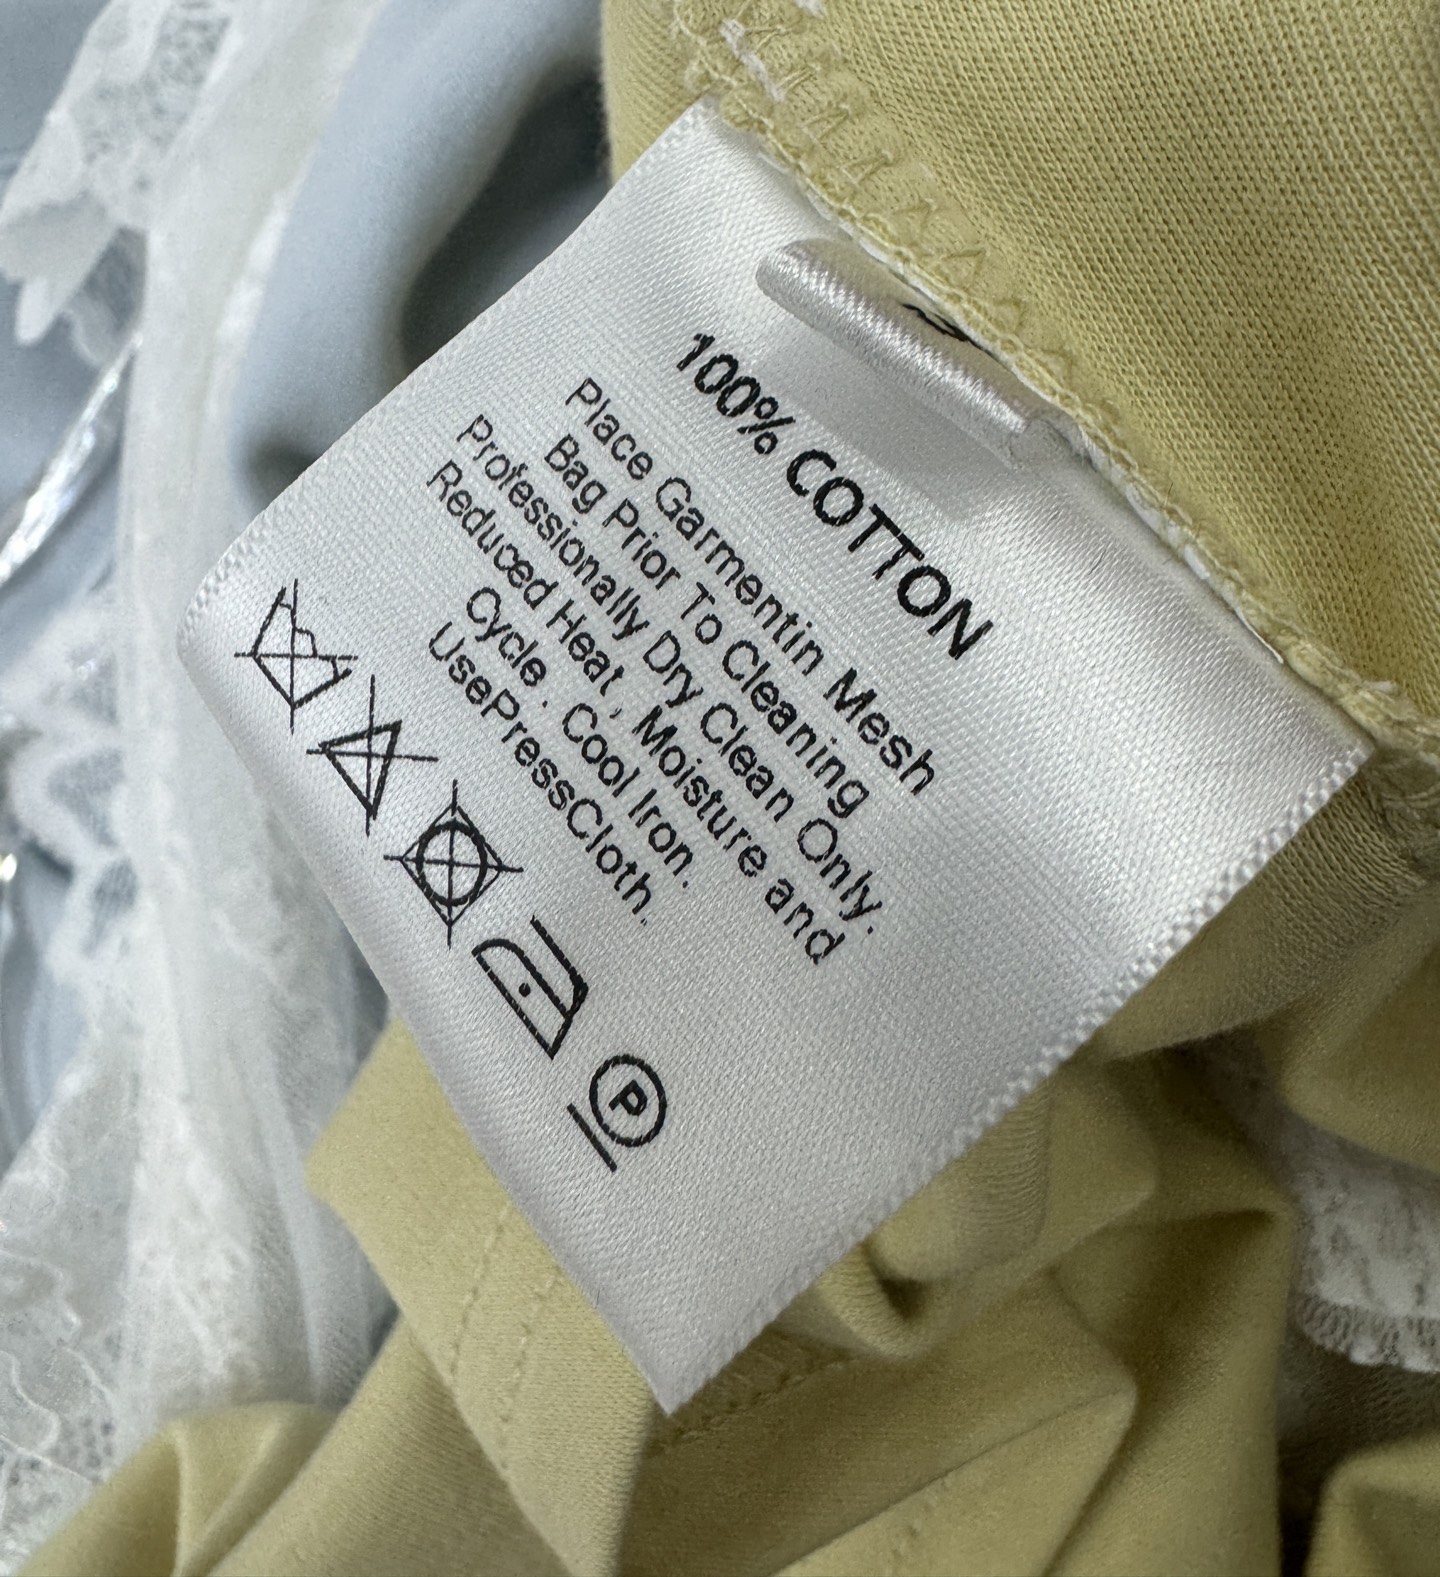 100% COTTON
Place Garmentin Mesh
Bag Prior To Cleaning
Professionally Dry Clean Only.
Reduced Heat , Moisture and
Cycle . Cool Iron.
UsePressCloth.
P